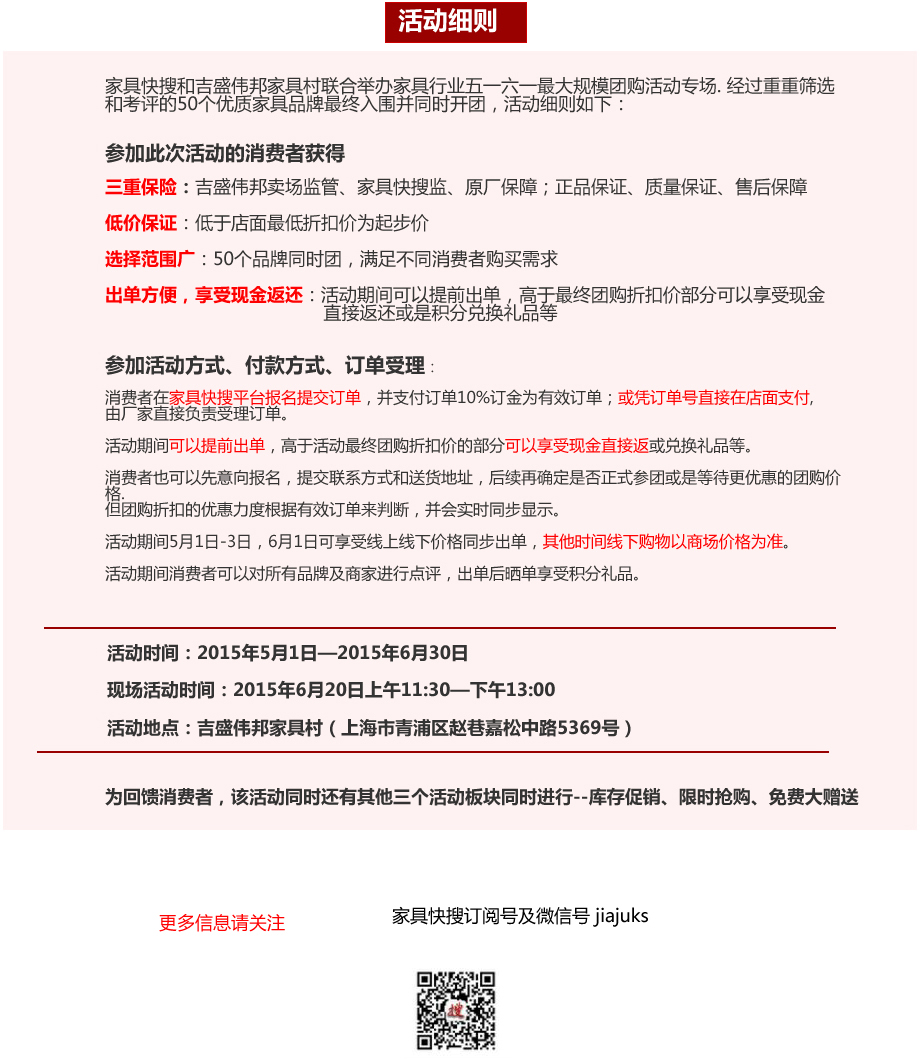 活动细则
家具快搜和吉盛伟邦家具村联合举办家具行业五一六一最大规模团购活动专场. 经过重重筛选
和考评的50个优质家具品牌最终入围并同时开团，活动细则如下：
参加此次活动的消费者获得
三重保险：吉盛伟邦卖场监管、家具快搜监、原厂保障；正品保证、质量保证、售后保障
低价保证：低于店面最低折扣价为起步价
选择范围广：50个品牌同时团，满足不同消费者购买需求
出单方便，享受现金返还：活动期间可以提前出单，高于最终团购折扣价部分可以享受现金
直接返还或是积分兑换礼品等
参加活动方式、付款方式、订单受理：
消费者在家具快搜平台报名提交订单，并支付订单10%订金为有效订单；或凭订单号直接在店面支付,
由厂家直接负责受理订单。
活动期间可以提前出单，高于活动最终团购折扣价的部分可以享受现金直接返或兑换礼品等。
消费者也可以先意向报名，提交联系方式和送货地址，后续再确定是否正式参团或是等待更优惠的团购价
格.
但团购折扣的优惠力度根据有效订单来判断，并会实时同步显示。
活动期间5月1日-3日，6月1日可享受线上线下价格同步出单，其他时间线下购物以商场价格为准。
活动期间消费者可以对所有品牌及商家进行点评，出单后晒单享受积分礼品。
活动时间：2015年5月1日—2015年6月30日
现场活动时间：2015年6月20日上午11:30—下午13:00
活动地点：吉盛伟邦家具村（上海市青浦区赵巷嘉松中路5369号）
为回馈消费者，该活动同时还有其他三个活动板块同时进行--库存促销、限时抢购、免费大赠送
更多信息请关注
家具快搜订阅号及微信号 jiajuks
搜